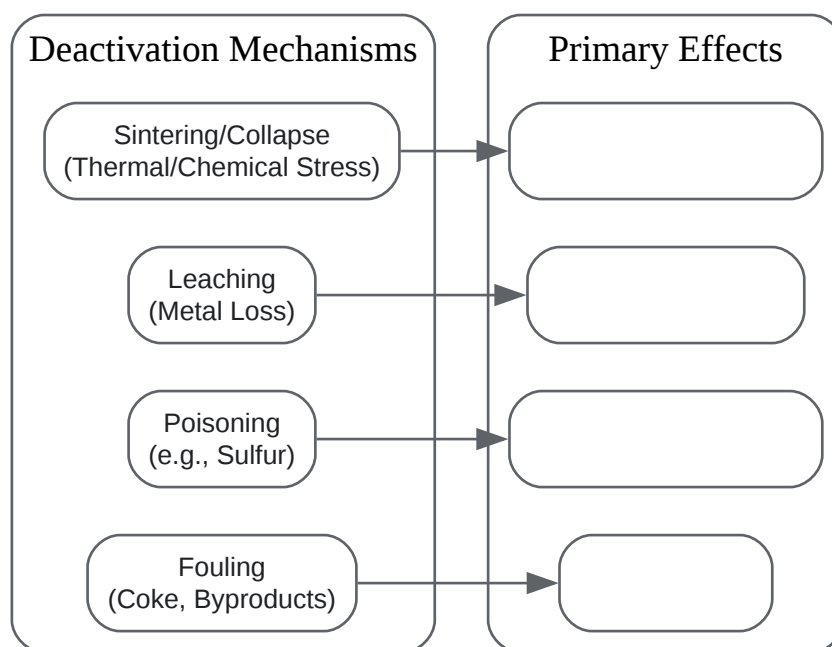 Deactivation Mechanisms
Primary Effects
Sintering/Collapse
(Thermal/Chemical Stress)
Leaching
(Metal Loss)
Poisoning
(e.g., Sulfur)
Fouling
(Coke, Byproducts)